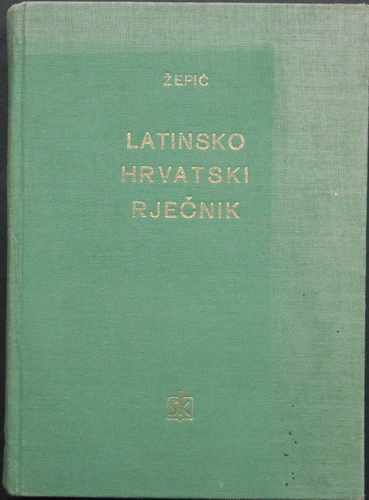 ŽEPIĆ
LATINSKO
HRVATSKI
RJEČNIK
šk